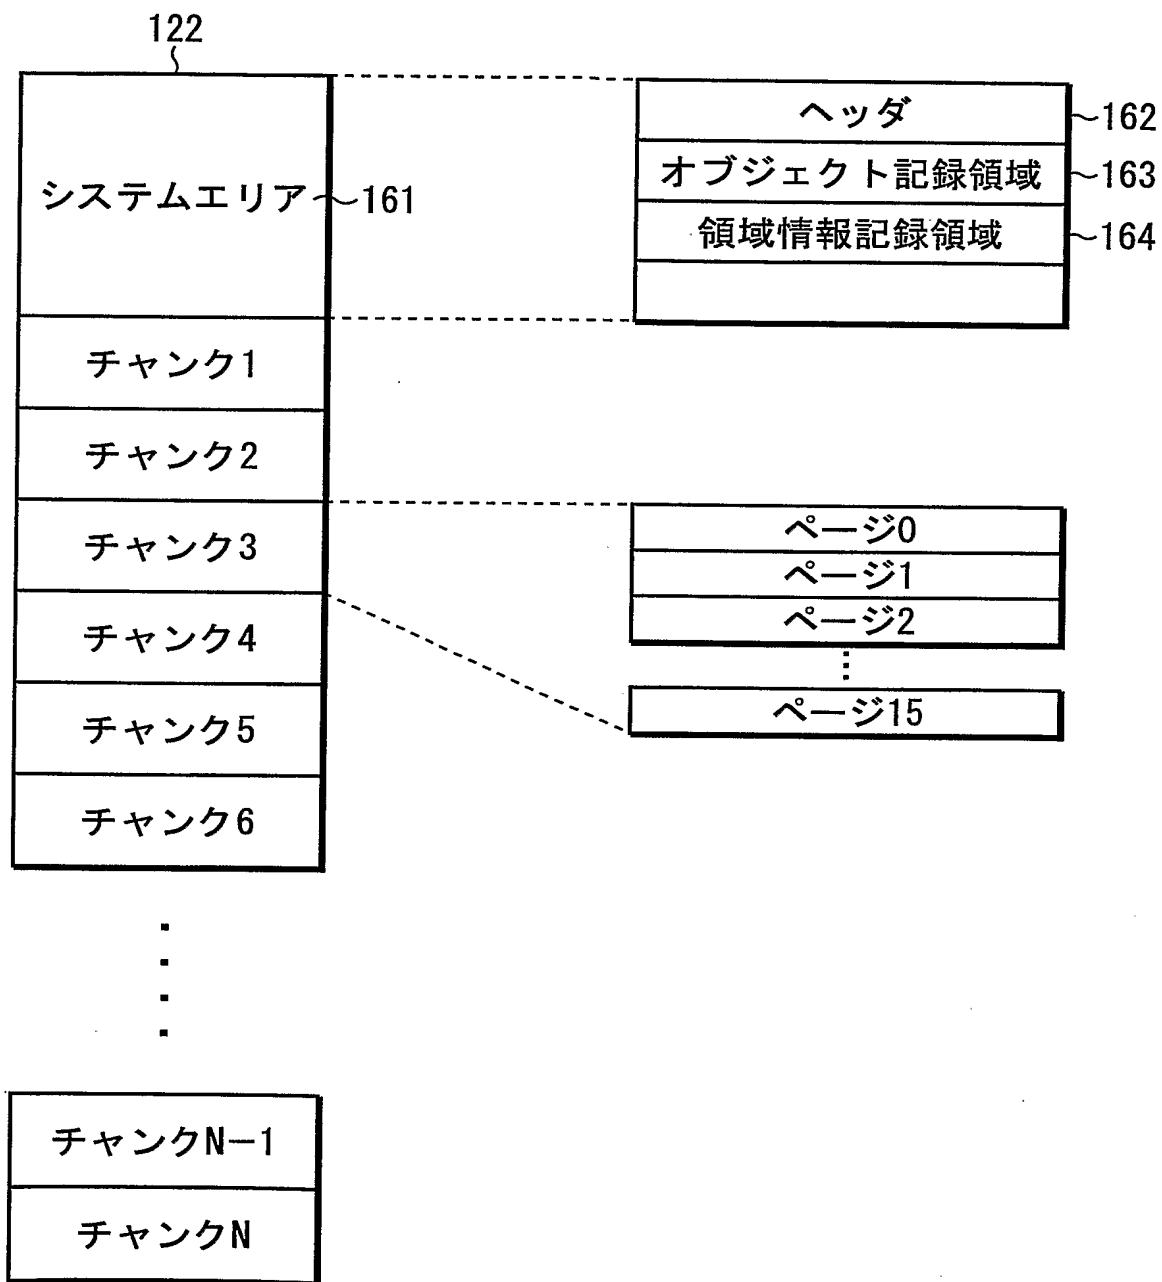 122
システムエリア
161
チャンク1
チャンク2
チャンク3
チャンク4
チャンク5
チャンク6
チャンクN−1
チャンクN
ヘッダ
162
オブジェクト記録領域
163
領域情報記録領域
164
ページ0
ページ1
ページ2
ページ15